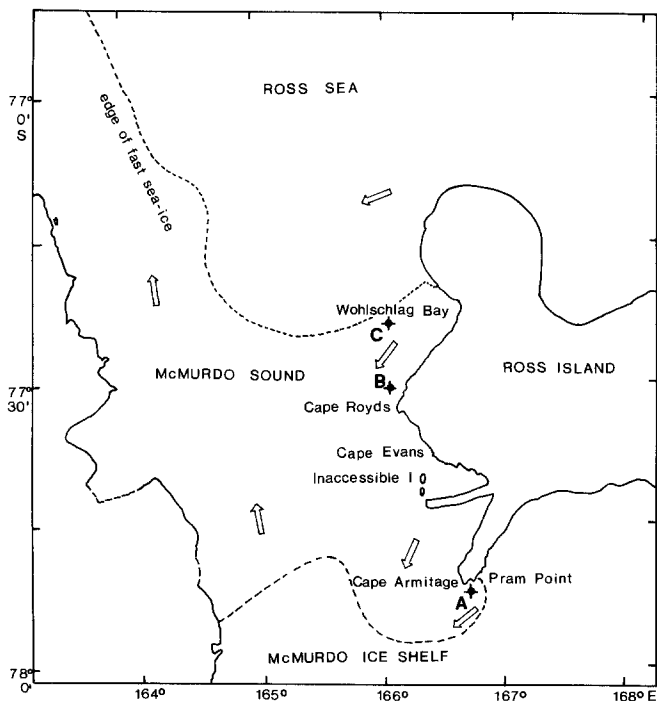 ROSS SEA
77°
0'
S
edge of fast sea-ice
Wohlschlag Bay
C
McMURDO SOUND
B
ROSS ISLAND
77°
30'
Cape Royds
Cape Evans
Inaccessible I
Cape Armitage
Pram Point
A
McMURDO ICE SHELF
78°
0'
164°
165°
166°
167°
168°E